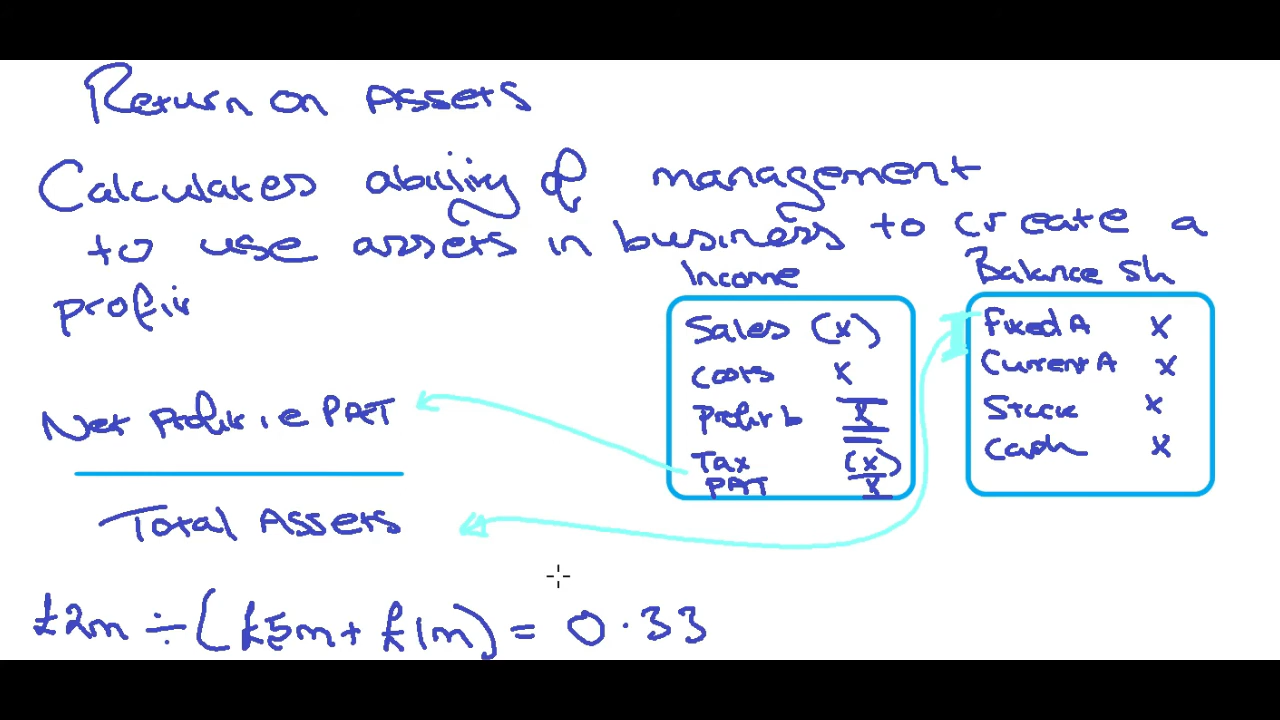 Return on Assets
Calculates ability of management
to use assets in business to create a
profit
Income
Sales (x)
Costs x
Profit b x
Tax (x)
PAT x
Balance Sh
Fixed A x
Current A x
Stock x
Cash x
Net Profit ie PAT
Total Assets
£2m ÷ (£5m + £1m) = 0.33